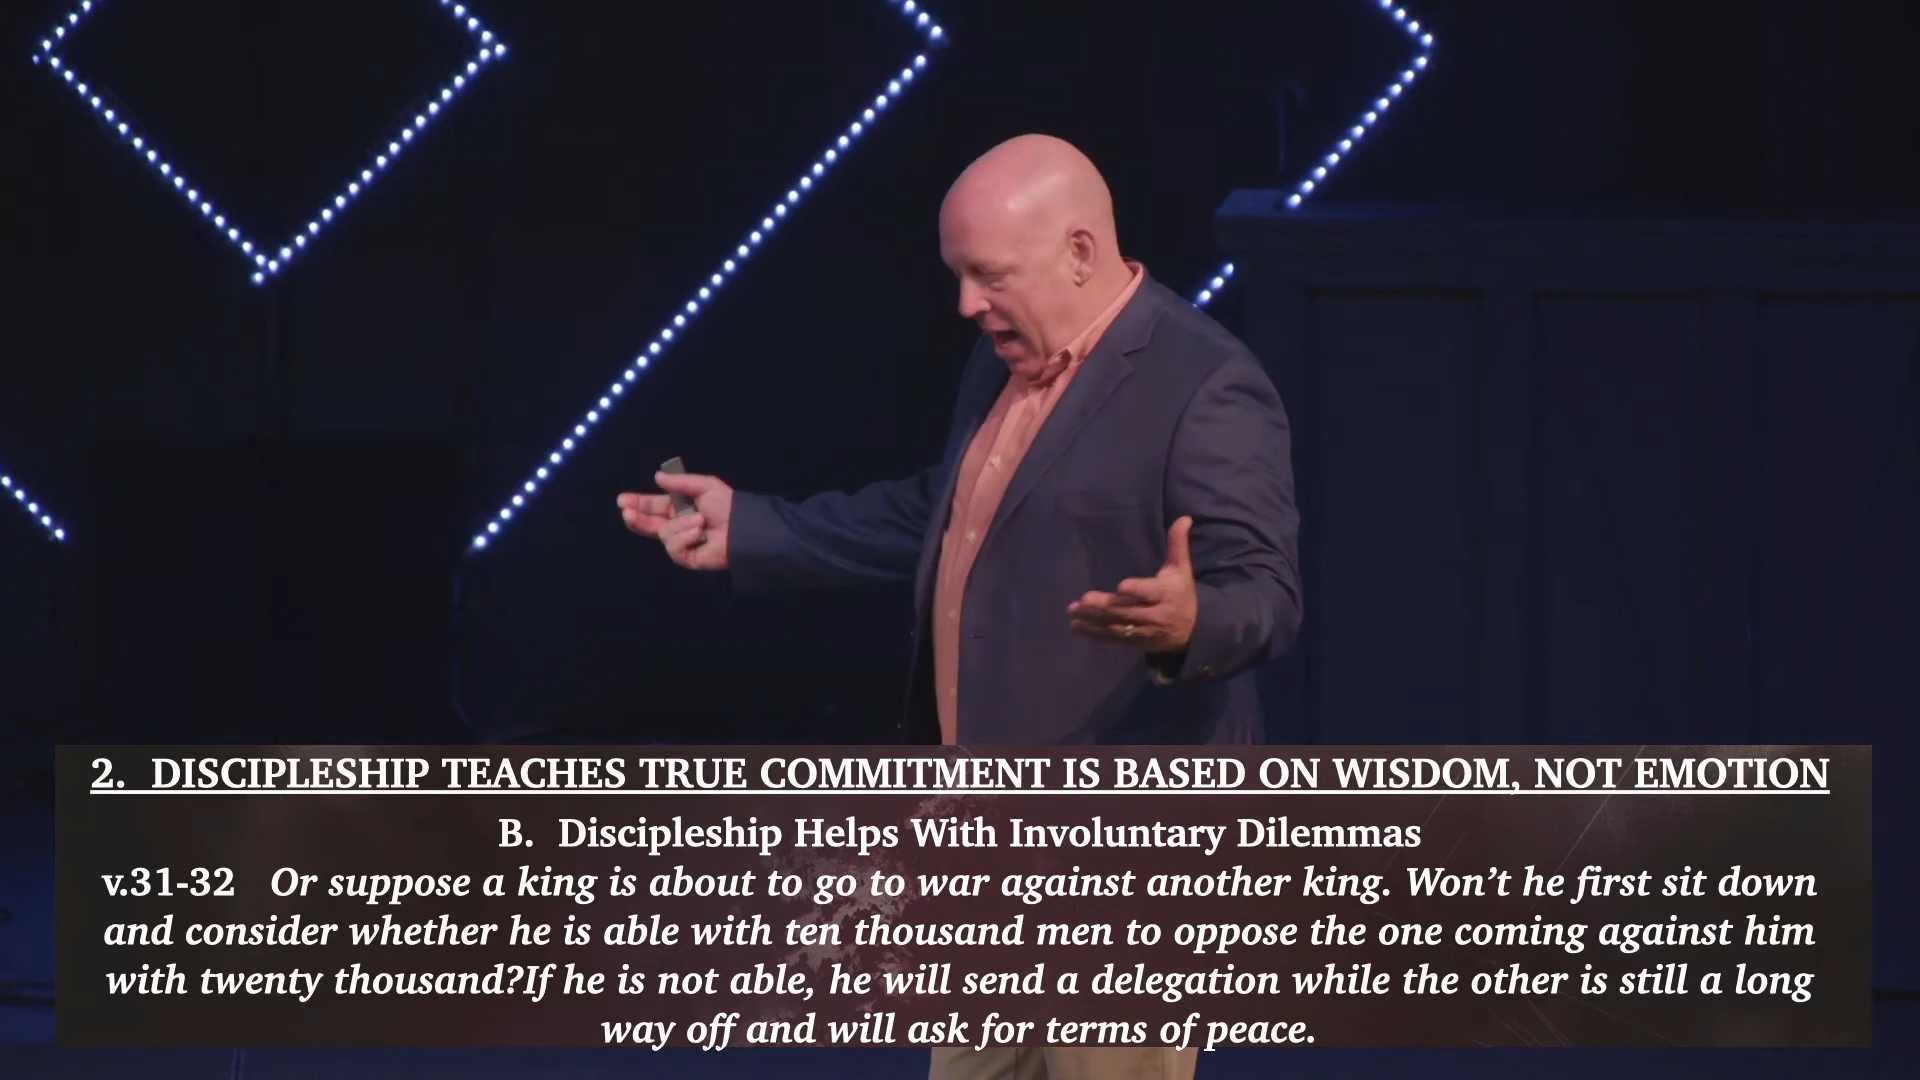 2. DISCIPLESHIP TEACHES TRUE COMMITMENT IS BASED ON WISDOM, NOT EMOTION
B. Discipleship Helps With Involuntary Dilemmas
v.31-32 Or suppose a king is about to go to war against another king. Won’t he first sit down
and consider whether he is able with ten thousand men to oppose the one coming against him
with twenty thousand?If he is not able, he will send a delegation while the other is still a long
way off and will ask for terms of peace.